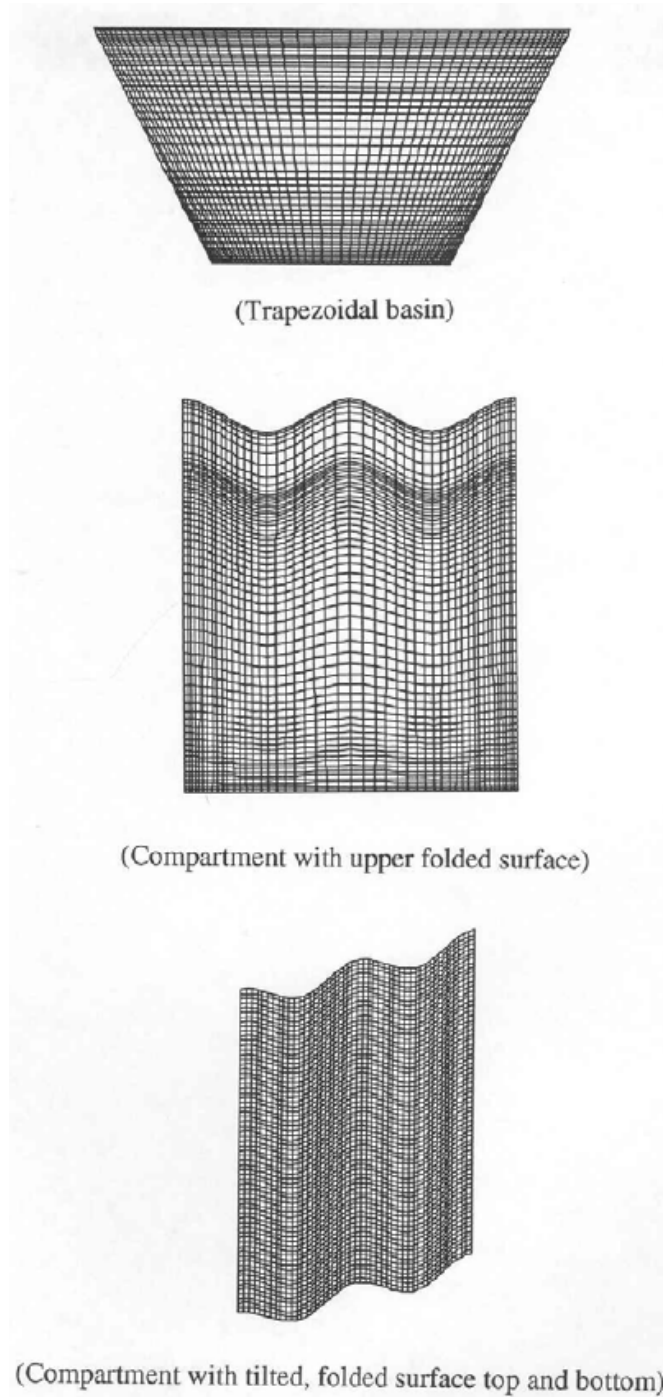 (Trapezoidal basin)
(Compartment with upper folded surface)
(Compartment with tilted, folded surface top and bottom)